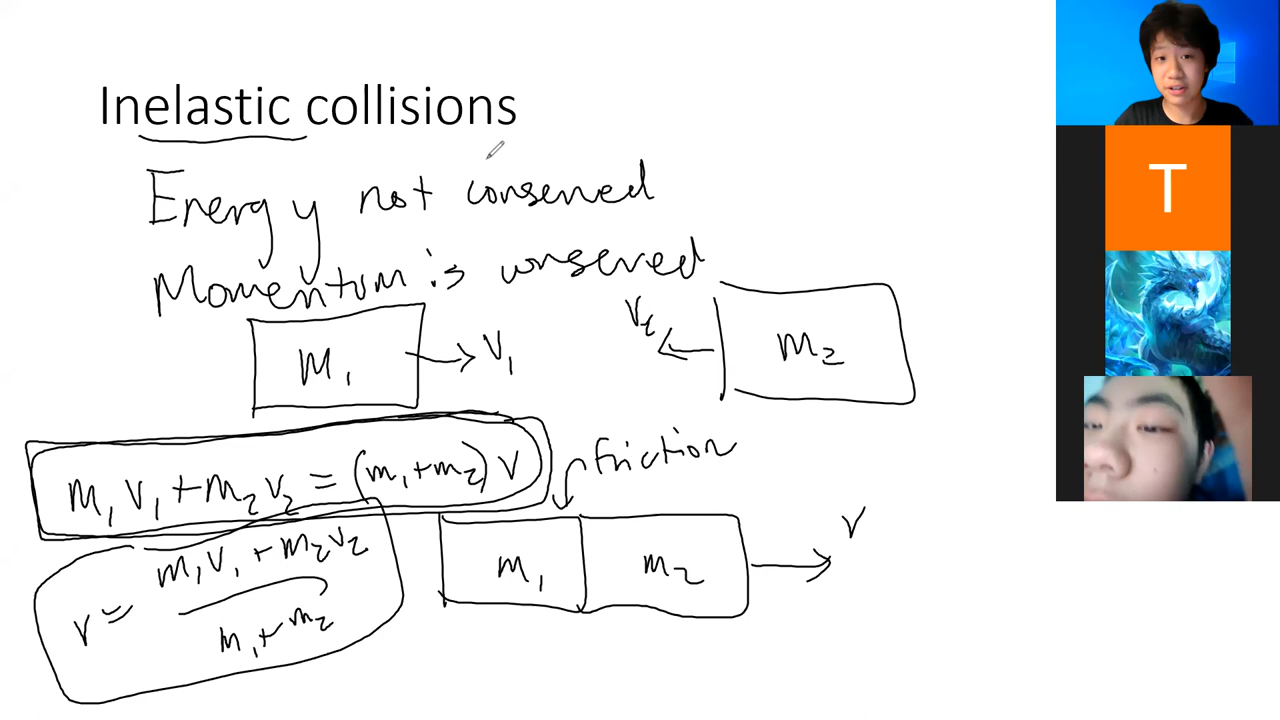 Inelastic collisions
Energy not conserved
Momentum is conserved
m₁ → v₁
v₂ ← m₂
m₁v₁ + m₂v₂ = (m₁+m₂) v
friction
m₁ m₂ → v
v = (m₁v₁ + m₂v₂) / (m₁ + m₂)
T